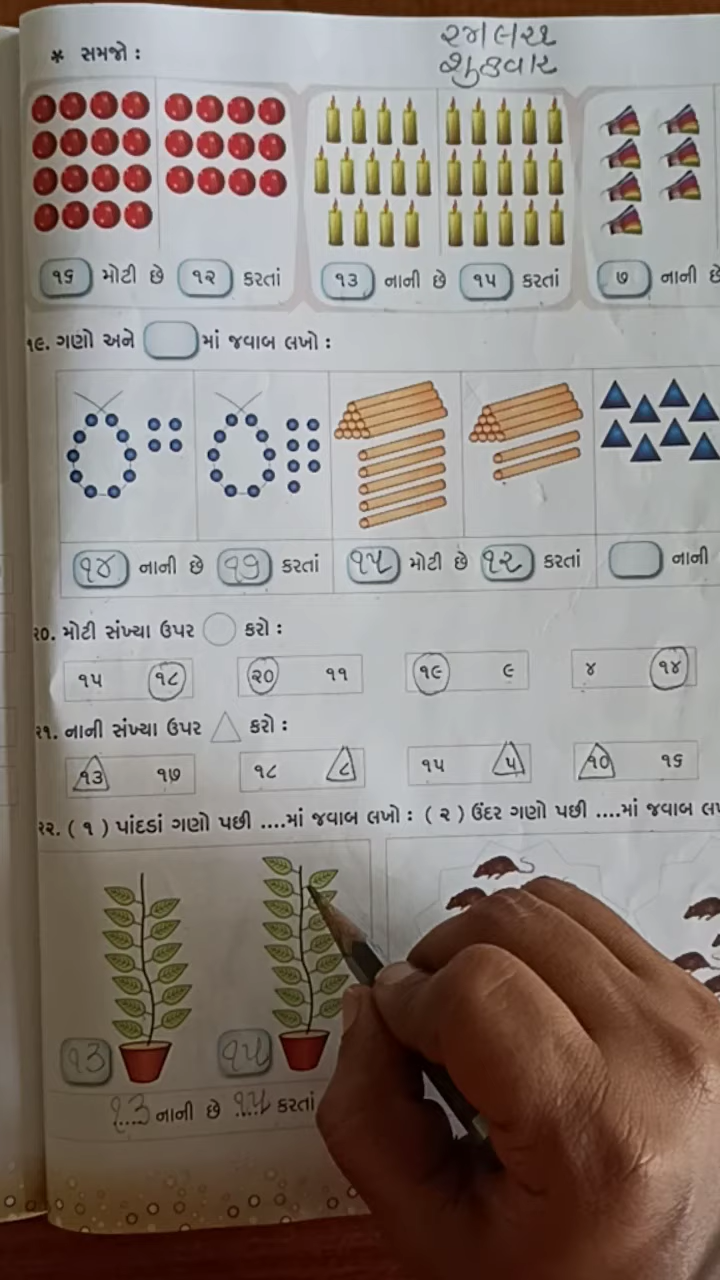 ૨૪/૯/૨૧
શુક્રવાર
* સમજો :
૧૬ મોટી છે ૧૨ કરતાં ૧૩ નાની છે ૧૫ કરતાં ૭ નાની છે
૧૯. ગણો અને માં જવાબ લખો :
૧૪ નાની છે ૧૭ કરતાં ૧૫ મોટી છે ૧૨ કરતાં નાની
૨૦. મોટી સંખ્યા ઉપર કરો :
૧૫ ૧૮ ૨૦ ૧૧ ૧૯ ૯ ૪ ૧૪
૨૧. નાની સંખ્યા ઉપર કરો :
૧૩ ૧૭ ૧૮ ૮ ૧૫ ૫ ૧૦ ૧૬
૨૨. ( ૧ ) પાંદડાં ગણો પછી ....માં જવાબ લખો : ( ૨ ) ઉંદર ગણો પછી ....માં જવાબ
૧૩ ૧૫
૧૩ નાની છે ૧૫ કરતાં